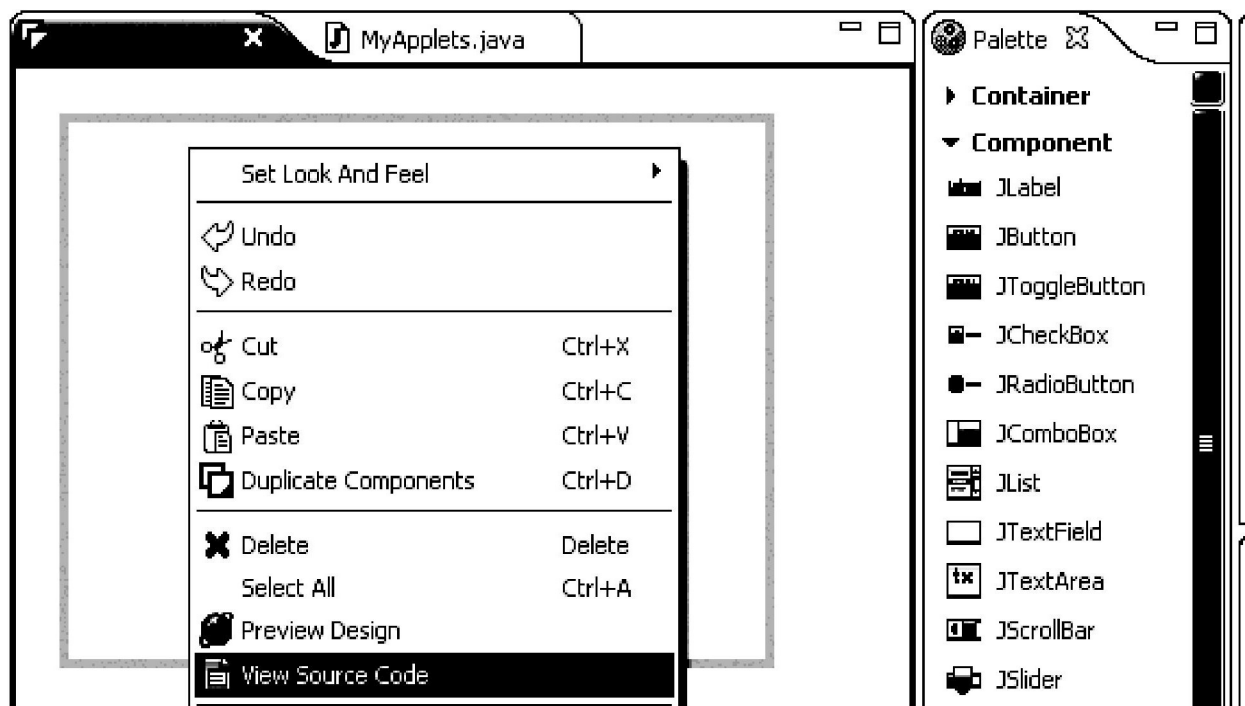 MyApplets.java
Set Look And Feel
Undo
Redo
Cut Ctrl+X
Copy Ctrl+C
Paste Ctrl+V
Duplicate Components Ctrl+D
Delete Delete
Select All Ctrl+A
Preview Design
View Source Code
Palette
Container
Component
JLabel
JButton
JToggleButton
JCheckBox
JRadioButton
JComboBox
JList
JTextField
JTextArea
JScrollBar
JSlider